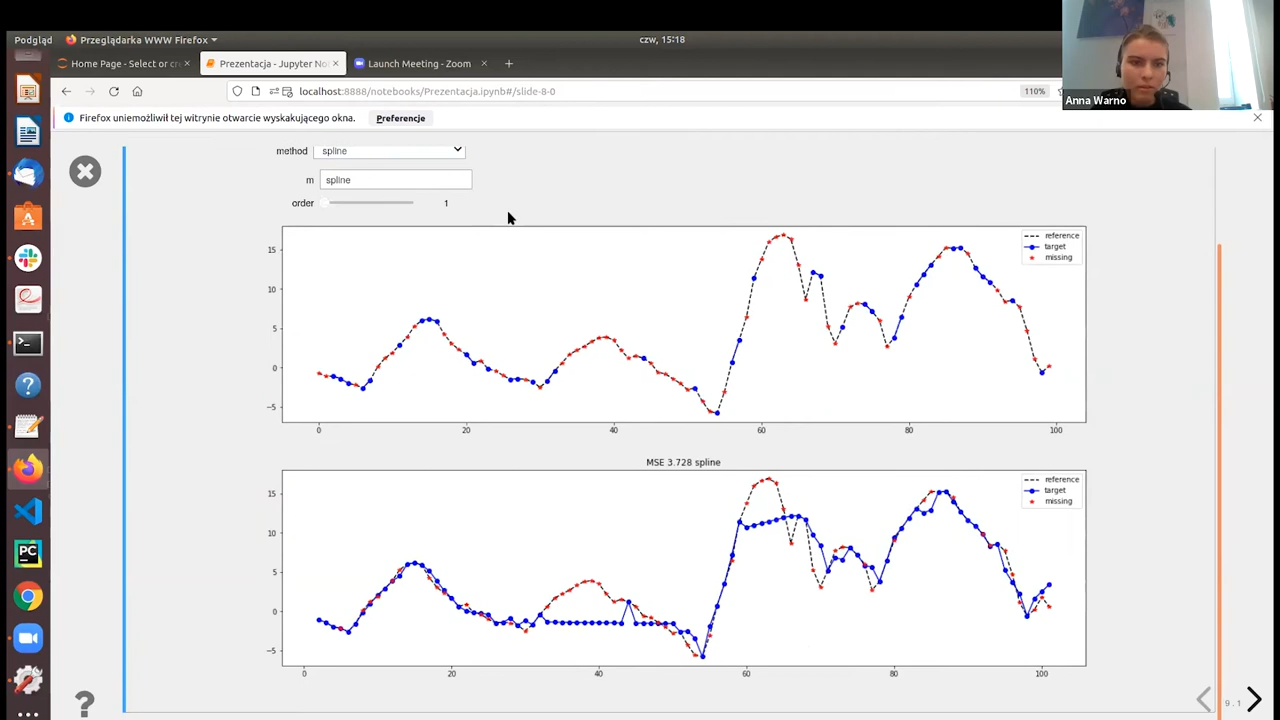 Podgląd
Przeglądarka WWW Firefox
czw, 15:18
Home Page - Select or cr
Prezentacja - Jupyter No
Launch Meeting - Zoom
localhost:8888/notebooks/Prezentacja.ipynb#/slide-8-0
110%
Anna Warno
Firefox uniemożliwił tej witrynie otwarcie wyskakującego okna.
Preferencje
method
spline
m
spline
order
1
reference
target
missing
15
10
5
0
−5
0
20
40
60
80
100
MSE 3.728 spline
reference
target
missing
15
10
5
0
−5
0
20
40
60
80
100
9.1